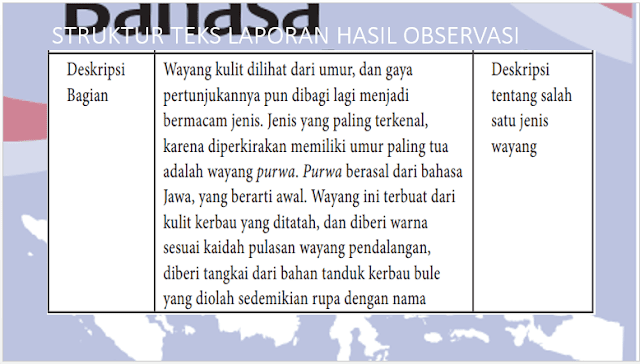 Bahasa
STRUKTUR TEKS LAPORAN HASIL OBSERVASI
Deskripsi
Bagian
Wayang kulit dilihat dari umur, dan gaya
pertunjukannya pun dibagi lagi menjadi
bermacam jenis. Jenis yang paling terkenal,
karena diperkirakan memiliki umur paling tua
adalah wayang purwa. Purwa berasal dari bahasa
Jawa, yang berarti awal. Wayang ini terbuat dari
kulit kerbau yang ditatah, dan diberi warna
sesuai kaidah pulasan wayang pendalangan,
diberi tangkai dari bahan tanduk kerbau bule
yang diolah sedemikian rupa dengan nama
Deskripsi
tentang salah
satu jenis
wayang